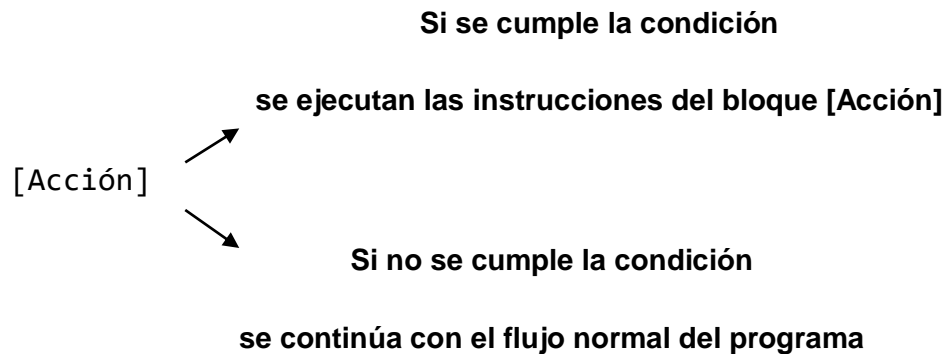 Si se cumple la condición
se ejecutan las instrucciones del bloque [Acción]
[Acción]
Si no se cumple la condición
se continúa con el flujo normal del programa